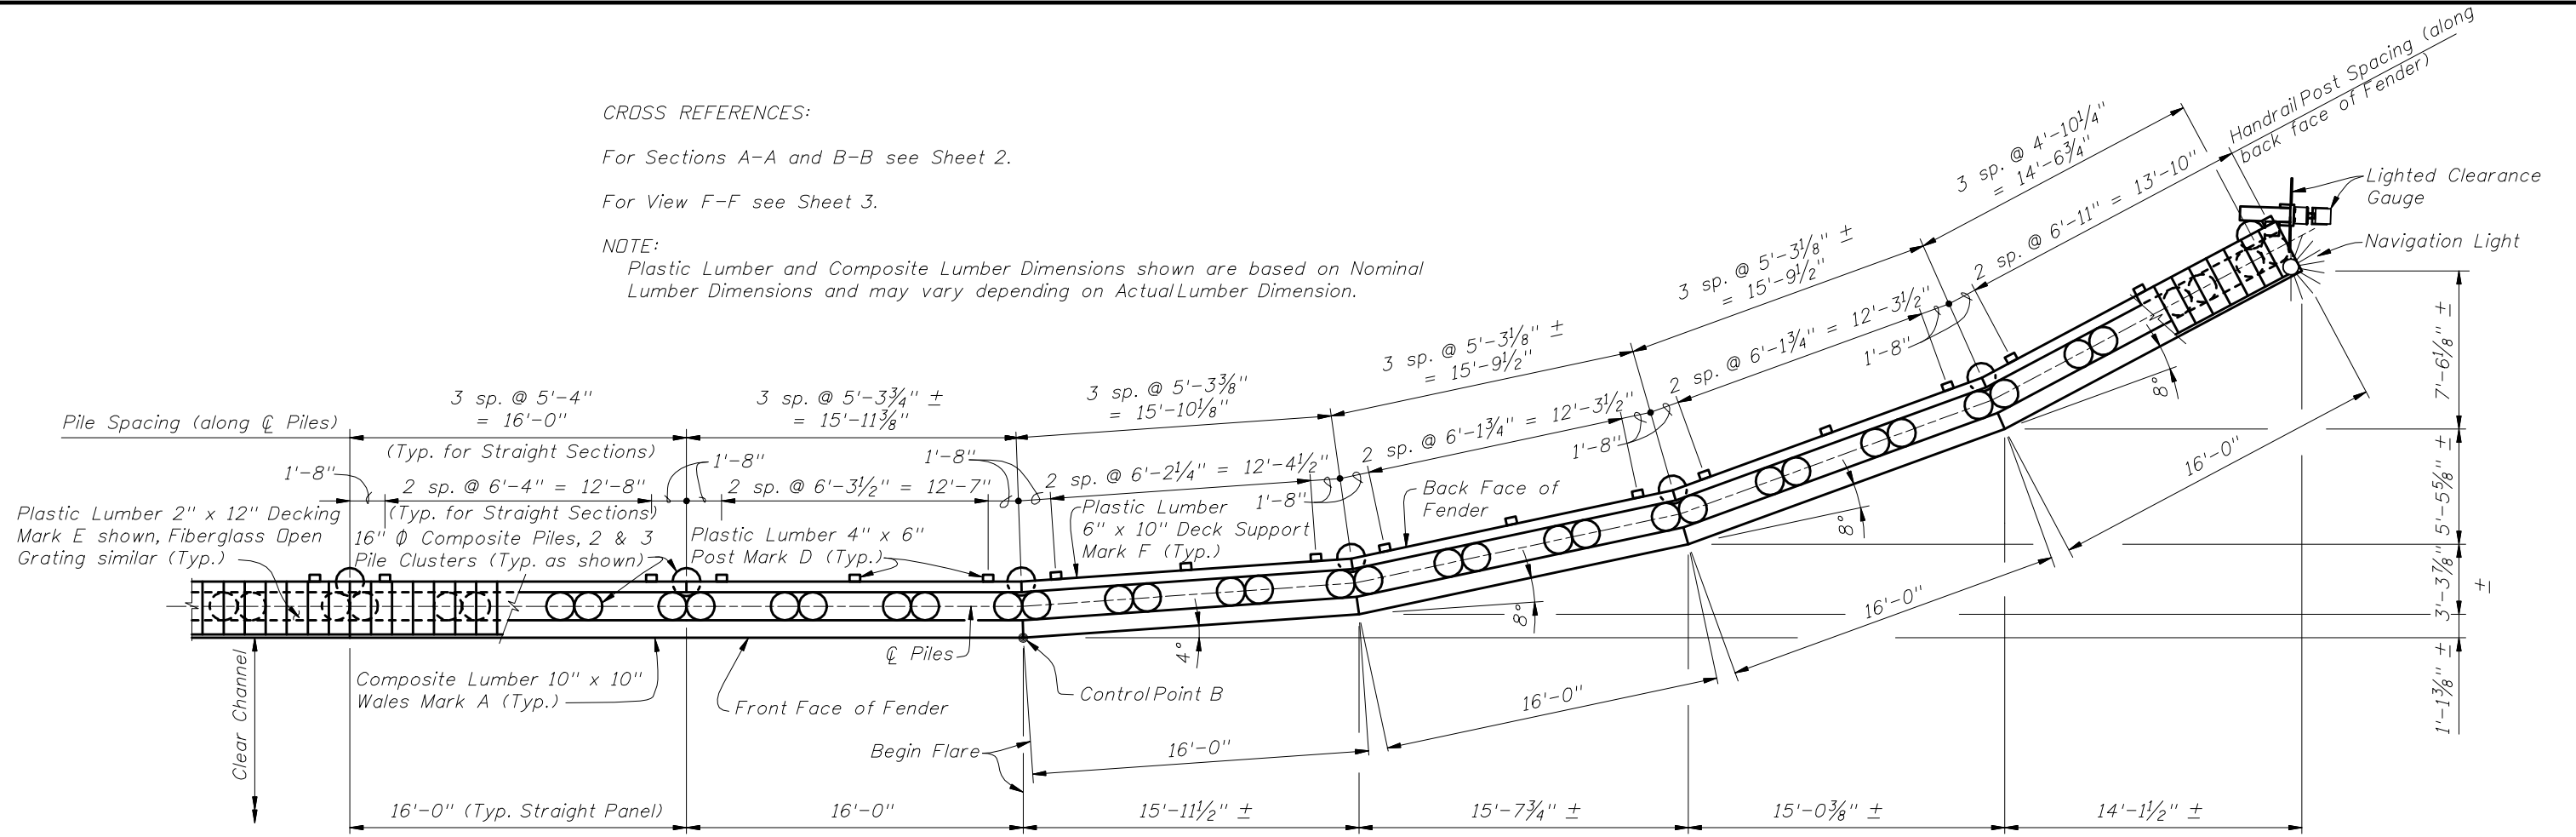 CROSS REFERENCES:
For Sections A-A and B-B see Sheet 2.
For View F-F see Sheet 3.
NOTE:
Plastic Lumber and Composite Lumber Dimensions shown are based on Nominal
Lumber Dimensions and may vary depending on Actual Lumber Dimension.
Handrail Post Spacing (along
back face of Fender)
3 sp. @ 4'-10¼"
= 14'-6¾"
2 sp. @ 6'-11" = 13'-10"
Lighted Clearance
Gauge
Navigation Light
3 sp. @ 5'-3⅛" ±
= 15'-9½"
2 sp. @ 6'-1¾" = 12'-3½"
1'-8"
3 sp. @ 5'-3⅛" ±
= 15'-9½"
2 sp. @ 6'-1¾" = 12'-3½"
1'-8"
3 sp. @ 5'-3⅜"
= 15'-10⅛"
2 sp. @ 6'-2¼" = 12'-4½"
1'-8"
3 sp. @ 5'-3¾" ±
= 15'-11⅜"
1'-8"
1'-8"
2 sp. @ 6'-3½" = 12'-7"
3 sp. @ 5'-4"
= 16'-0"
Pile Spacing (along ℄ Piles)
(Typ. for Straight Sections)
1'-8"
2 sp. @ 6'-4" = 12'-8"
(Typ. for Straight Sections)
Plastic Lumber 2" x 12" Decking
Mark E shown, Fiberglass Open
Grating similar (Typ.)
16" Φ Composite Piles, 2 & 3
Pile Clusters (Typ. as shown)
Plastic Lumber 4" x 6"
Post Mark D (Typ.)
Plastic Lumber
6" x 10" Deck Support
Mark F (Typ.)
Back Face of
Fender
8°
8°
8°
4°
7'-6⅛" ±
5'-5⅝" ±
3'-3⅞"
±
1'-1⅜" ±
16'-0"
16'-0"
16'-0"
16'-0"
℄ Piles
Control Point B
Composite Lumber 10" x 10"
Wales Mark A (Typ.)
Front Face of Fender
Clear Channel
Begin Flare
16'-0" (Typ. Straight Panel)
16'-0"
15'-11½" ±
15'-7¾" ±
15'-0⅜" ±
14'-1½" ±